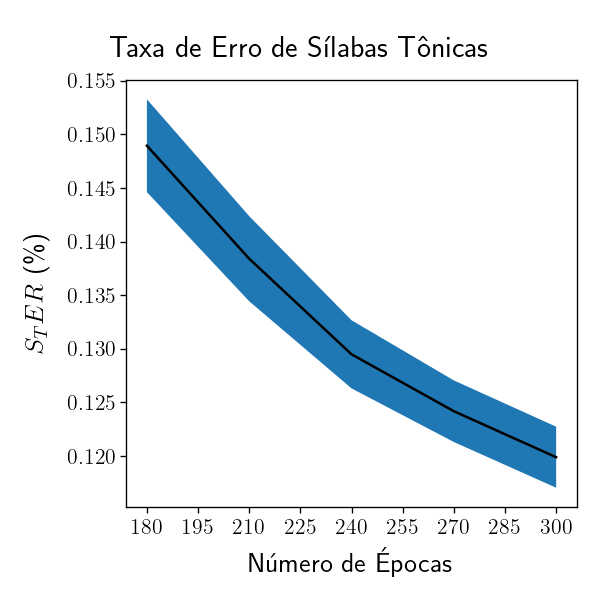 Taxa de Erro de Sílabas Tônicas
0.155
0.150
0.145
0.140
0.135
0.130
0.125
0.120
S_T ER (%)
180 195 210 225 240 255 270 285 300
Número de Épocas